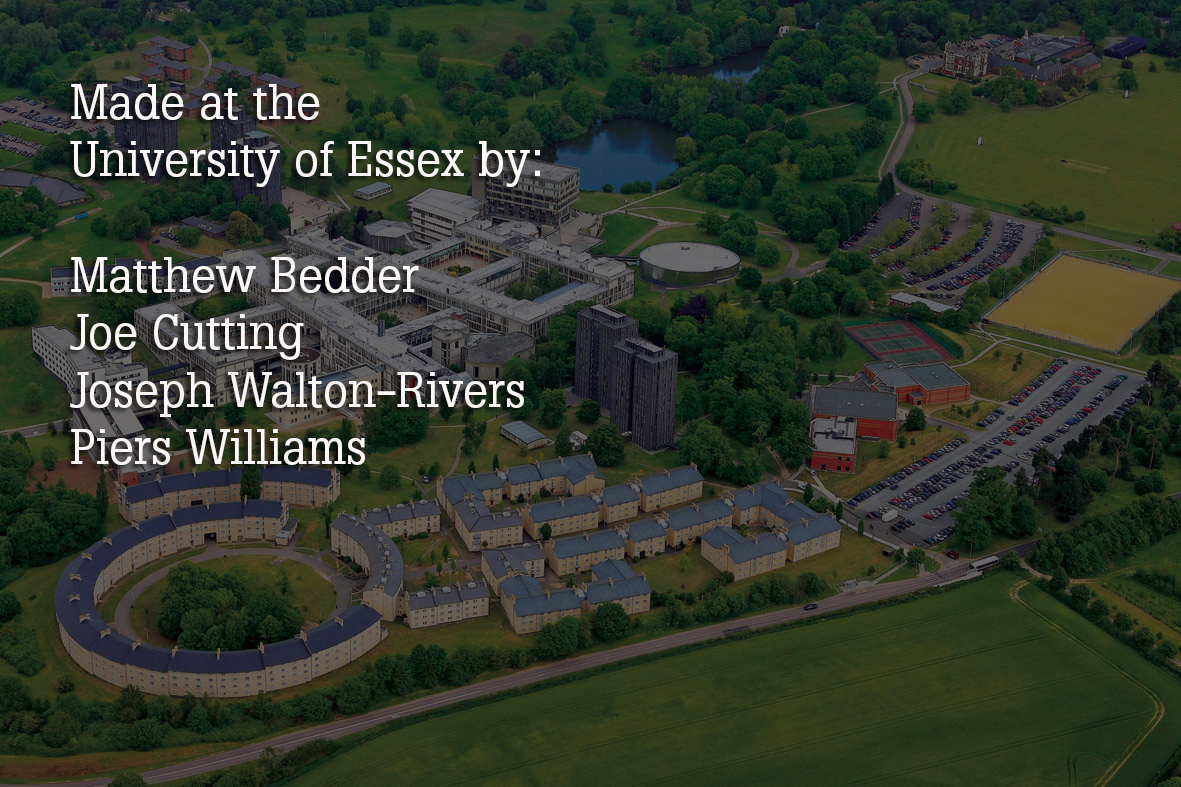 Made at the
University of Essex by:
Matthew Bedder
Joe Cutting
Joseph Walton-Rivers
Piers Williams